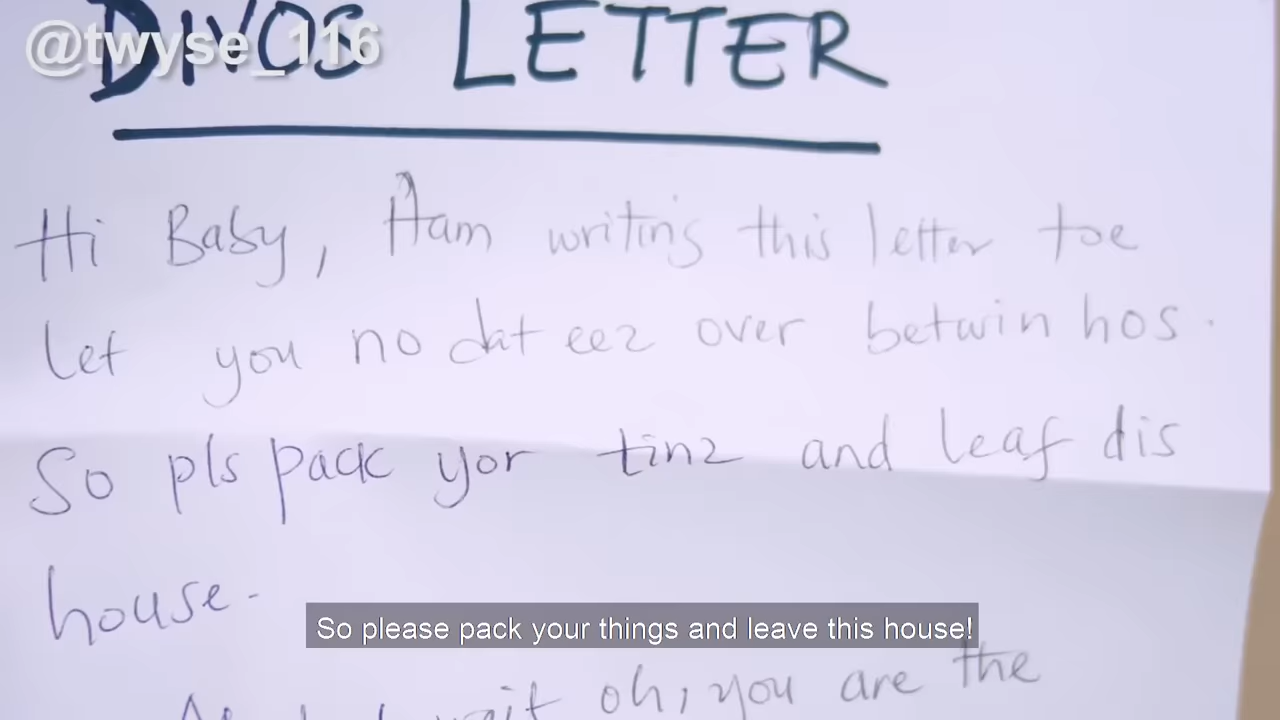 @twyse_116
DIVOS LETTER
Hi Baby, Aam writing this letter toe
let you no dat eez over betwin hos.
So pls pack yor tinz and leaf dis
house.
So please pack your things and leave this house!
wait oh, you are the